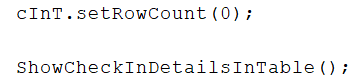 cInT.setRowCount(0);
ShowCheckInDetailsInTable();